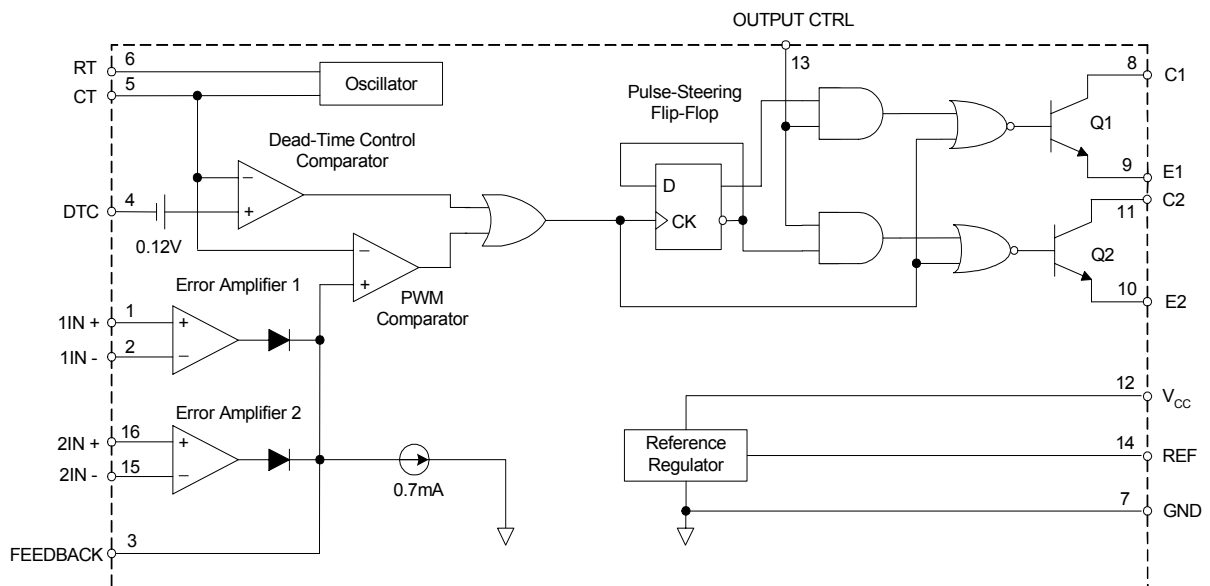 OUTPUT CTRL
13
RT
6
CT
5
Oscillator
Pulse-Steering
Flip-Flop
8
C1
Q1
9
E1
Dead-Time Control
Comparator
−
+
D
CK
DTC
4
0.12V
C2
11
Q2
10
E2
−
+
PWM
Comparator
Error Amplifier 1
1IN +
1
+
1IN -
2
−
Error Amplifier 2
2IN +
16
+
2IN -
15
−
0.7mA
12
VCC
Reference
Regulator
14
REF
7
GND
FEEDBACK
3